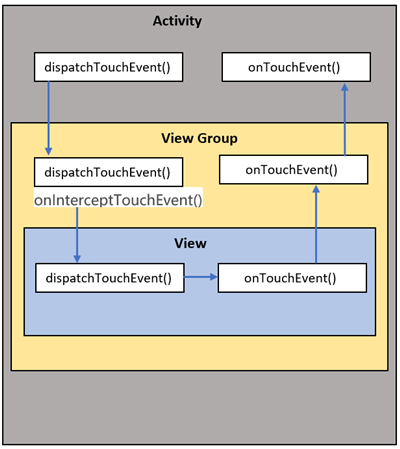 Activity
dispatchTouchEvent() onTouchEvent()
View Group
dispatchTouchEvent() onTouchEvent()
onInterceptTouchEvent()
View
dispatchTouchEvent() onTouchEvent()